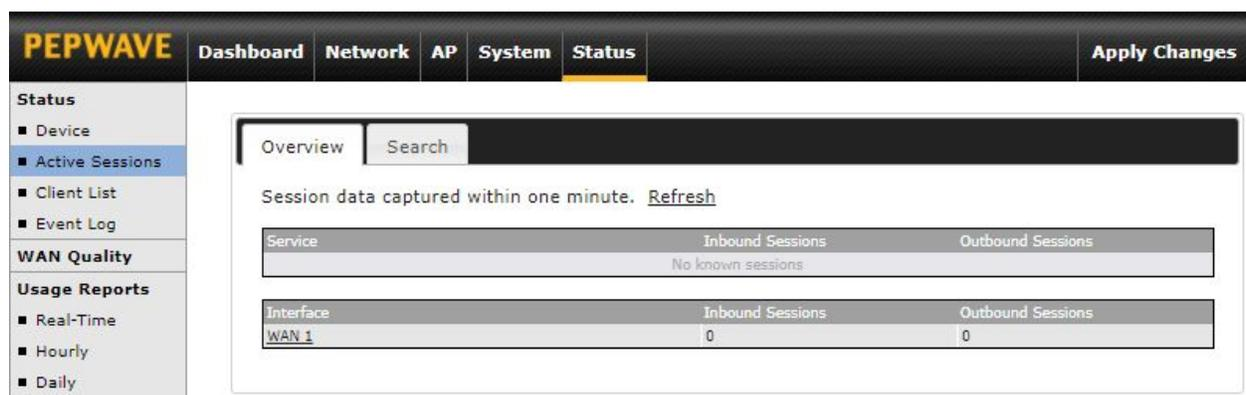 PEPWAVE
Dashboard Network AP System Status Apply Changes
Status
Device
Active Sessions
Client List
Event Log
WAN Quality
Usage Reports
Real-Time
Hourly
Daily
Overview Search
Session data captured within one minute. Refresh
Service Inbound Sessions Outbound Sessions
No known sessions
Interface Inbound Sessions Outbound Sessions
WAN 1 0 0